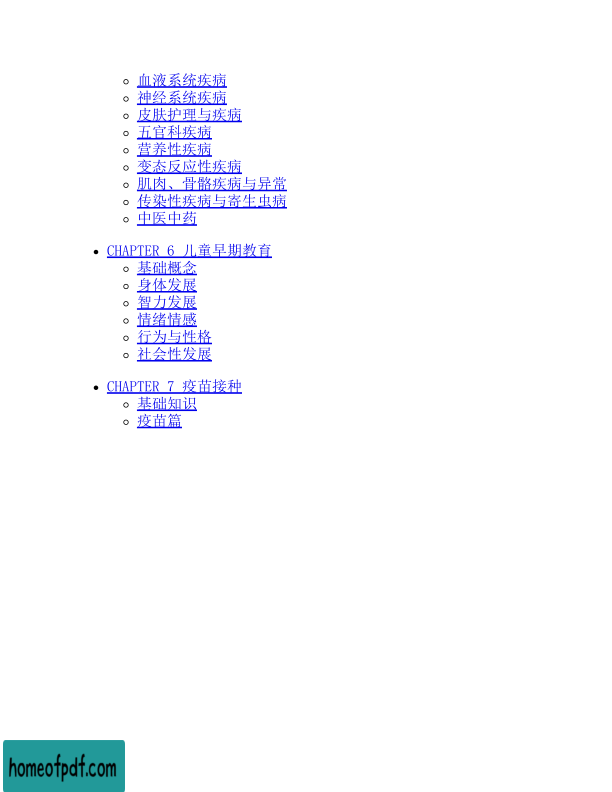 血液系统疾病
神经系统疾病
皮肤护理与疾病
五官科疾病
营养性疾病
变态反应性疾病
肌肉、骨骼疾病与异常
传染性疾病与寄生虫病
中医中药
CHAPTER 6 儿童早期教育
基础概念
身体发展
智力发展
情绪情感
行为与性格
社会性发展
CHAPTER 7 疫苗接种
基础知识
疫苗篇
homeofpdf.com